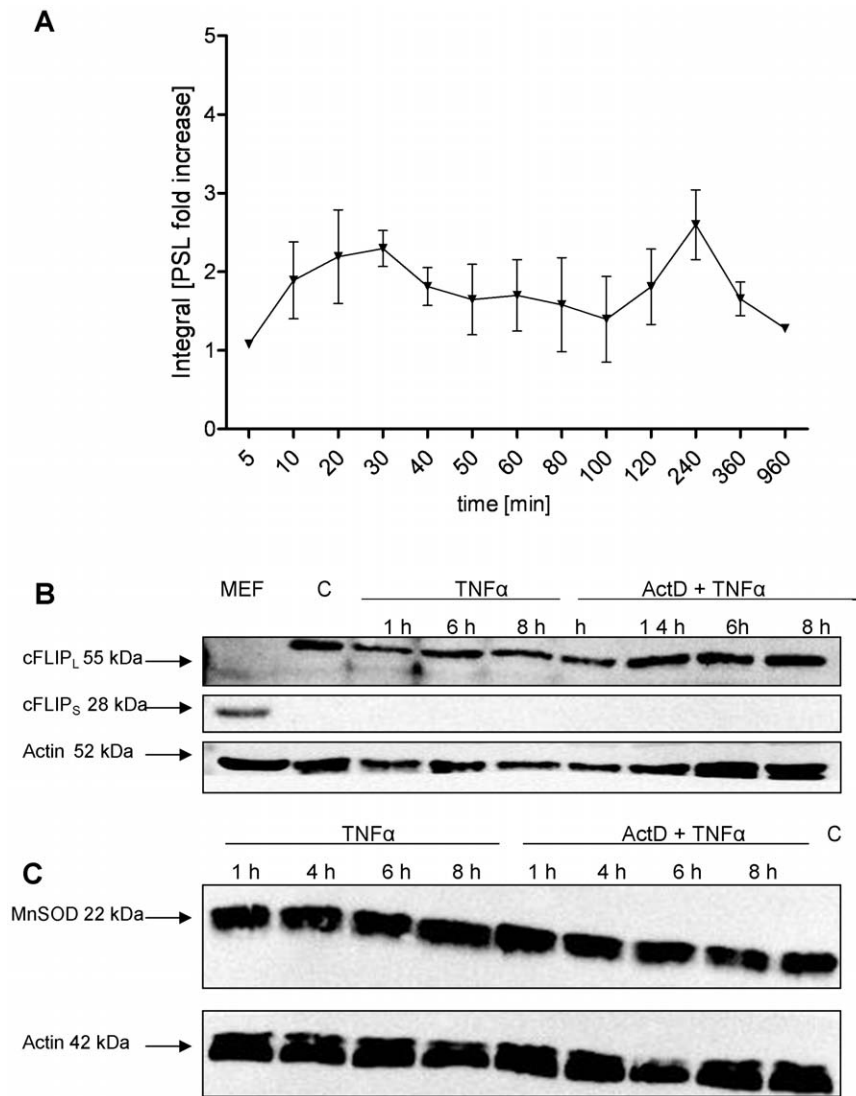 A
Integral [PSL fold increase]
5
4
3
2
1
0
5 10 20 30 40 50 60 80 100 120 240 360 960
time [min]
B
MEF C TNFα ActD + TNFα
1 h 6 h 8 h h 1 4 h 6h 8 h
cFLIPL 55 kDa
cFLIPS 28 kDa
Actin 52 kDa
TNFα ActD + TNFα C
C
1 h 4 h 6 h 8 h 1 h 4 h 6 h 8 h
MnSOD 22 kDa
Actin 42 kDa